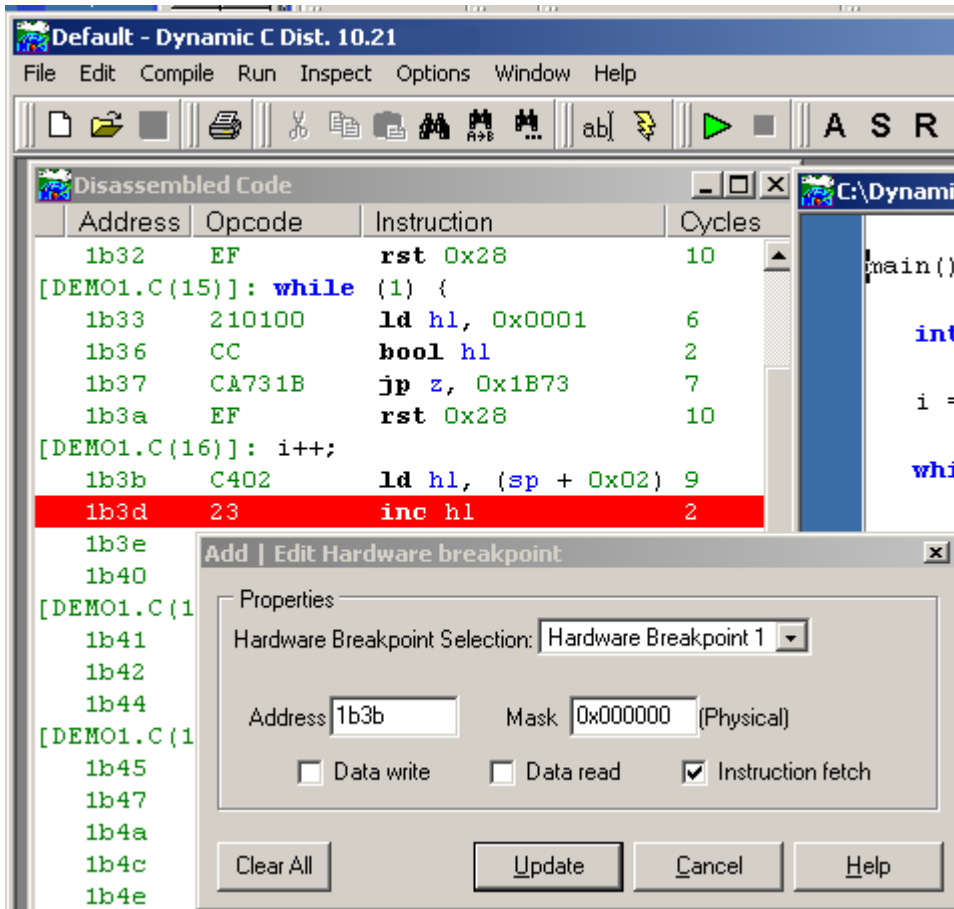 Default - Dynamic C Dist. 10.21
File Edit Compile Run Inspect Options Window Help
A+B ab A S R
Disassembled Code
C:\Dynami
Address Opcode Instruction Cycles
1b32 EF rst 0x28 10
main()
[DEMO1.C(15)]: while (1) {
1b33 210100 ld hl, 0x0001 6
int
1b36 CC bool hl 2
1b37 CA731B jp z, 0x1B73 7
i =
1b3a EF rst 0x28 10
[DEMO1.C(16)]: i++;
whi
1b3b C402 ld hl, (sp + 0x02) 9
1b3d 23 inc hl 2
1b3e
1b40
[DEMO1.C(1
1b41
1b42
1b44
[DEMO1.C(1
1b45
1b47
1b4a
1b4c
1b4e
Add | Edit Hardware breakpoint
Properties
Hardware Breakpoint Selection: Hardware Breakpoint 1
Address 1b3b Mask 0x000000 (Physical)
Data write Data read Instruction fetch
Clear All Update Cancel Help